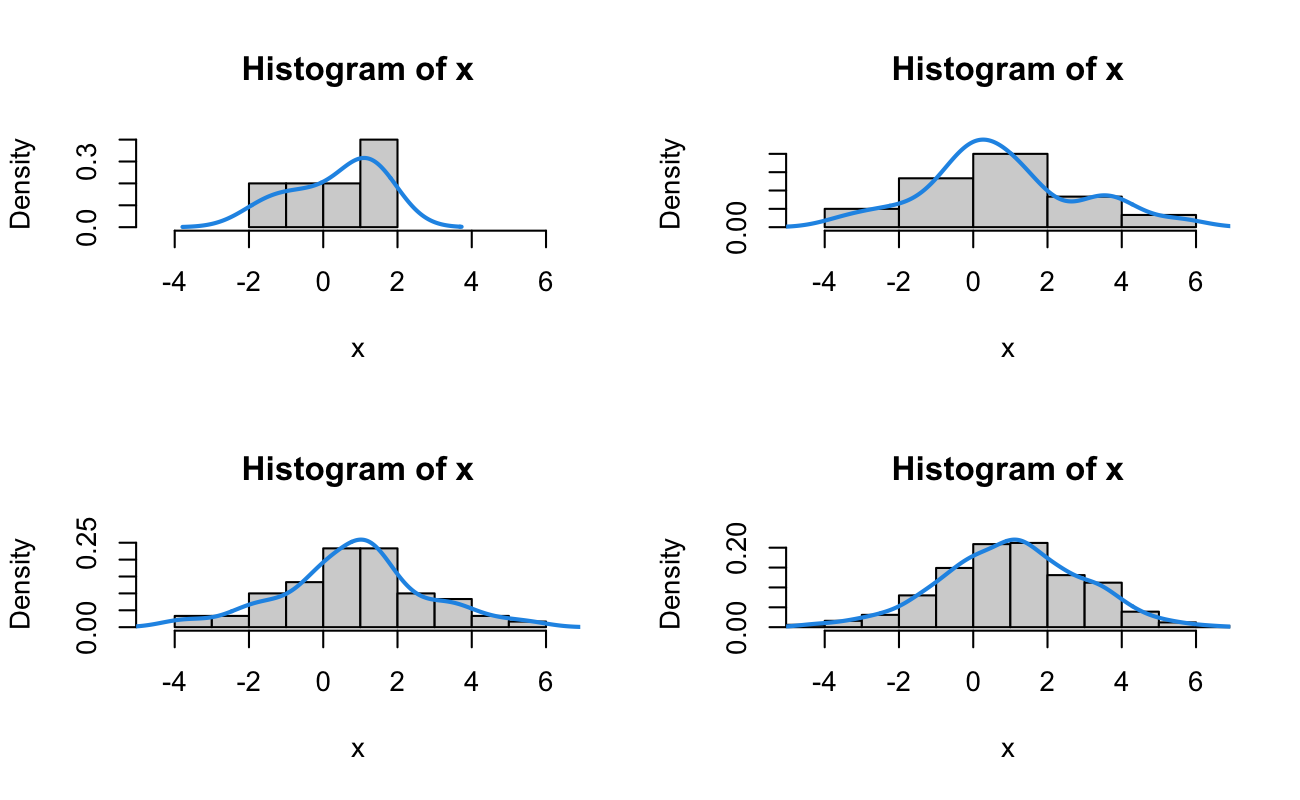 Histogram of x
Density
0.0 0.3
-4 -2 0 2 4 6
x
Histogram of x
Density
0.00
-4 -2 0 2 4 6
x
Histogram of x
Density
0.00 0.25
-4 -2 0 2 4 6
x
Histogram of x
Density
0.00 0.20
-4 -2 0 2 4 6
x